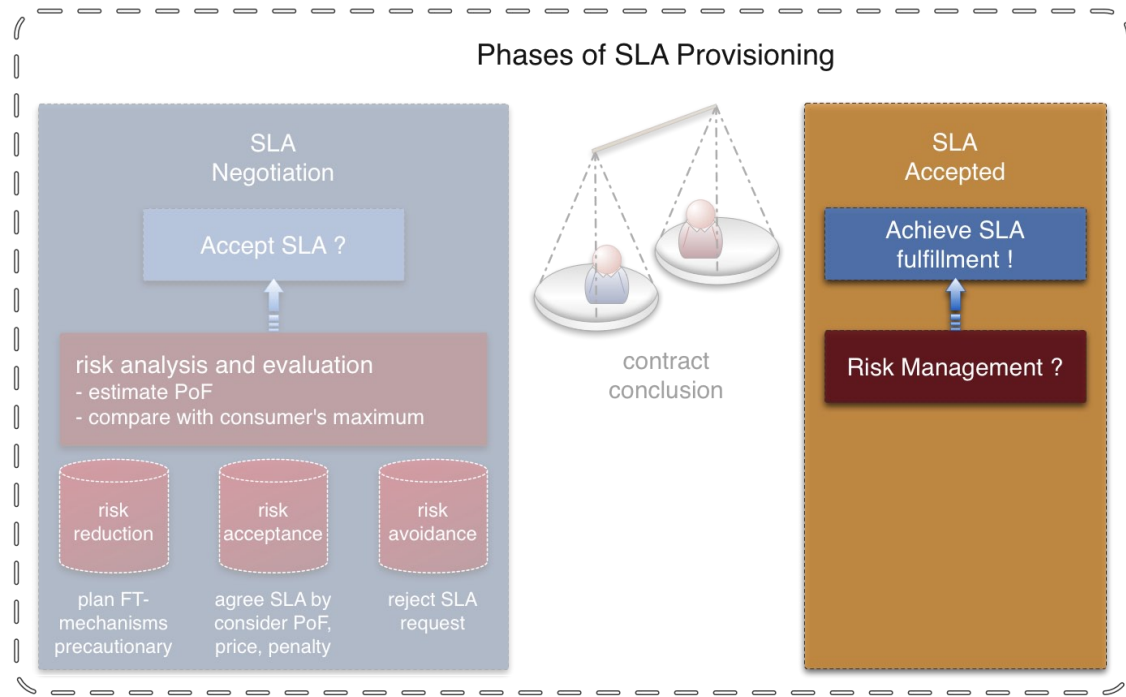 Phases of SLA Provisioning
SLA
Negotiation
Accept SLA ?
risk analysis and evaluation
- estimate PoF
- compare with consumer's maximum
risk
reduction
risk
acceptance
risk
avoidance
plan FT-
mechanisms
precautionary
agree SLA by
consider PoF,
price, penalty
reject SLA
request
contract
conclusion
SLA
Accepted
Achieve SLA
fulfillment !
Risk Management ?